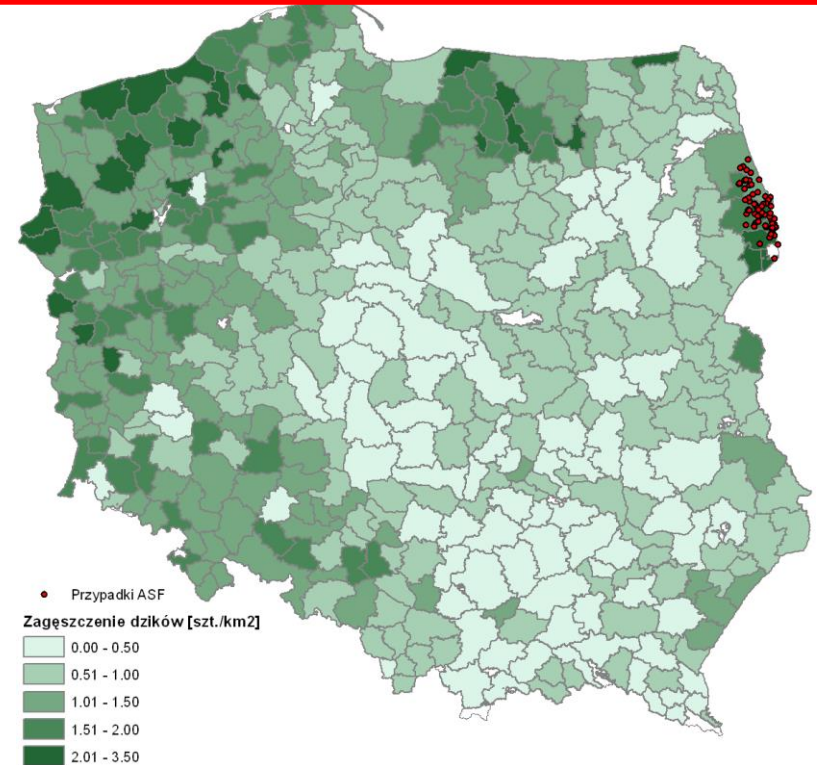 Przypadki ASF
Zagęszczenie dzików [szt./km2]
0.00 - 0.50
0.51 - 1.00
1.01 - 1.50
1.51 - 2.00
2.01 - 3.50